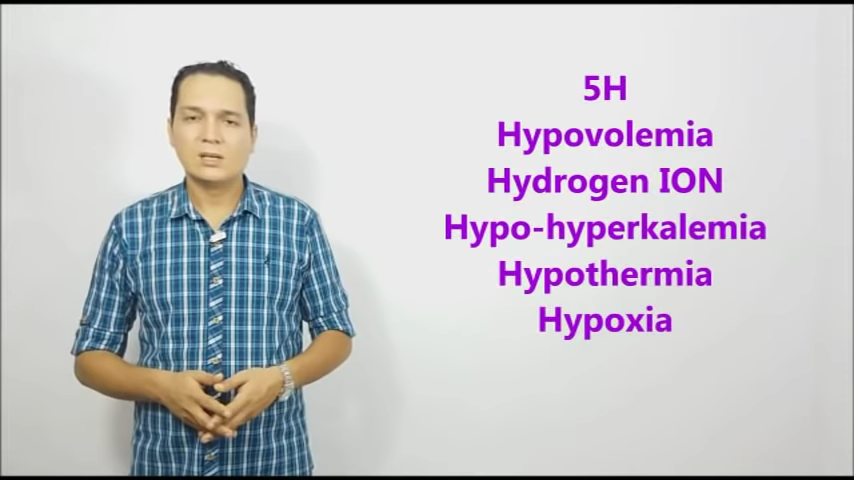 5H
Hypovolemia
Hydrogen ION
Hypo-hyperkalemia
Hypothermia
Hypoxia